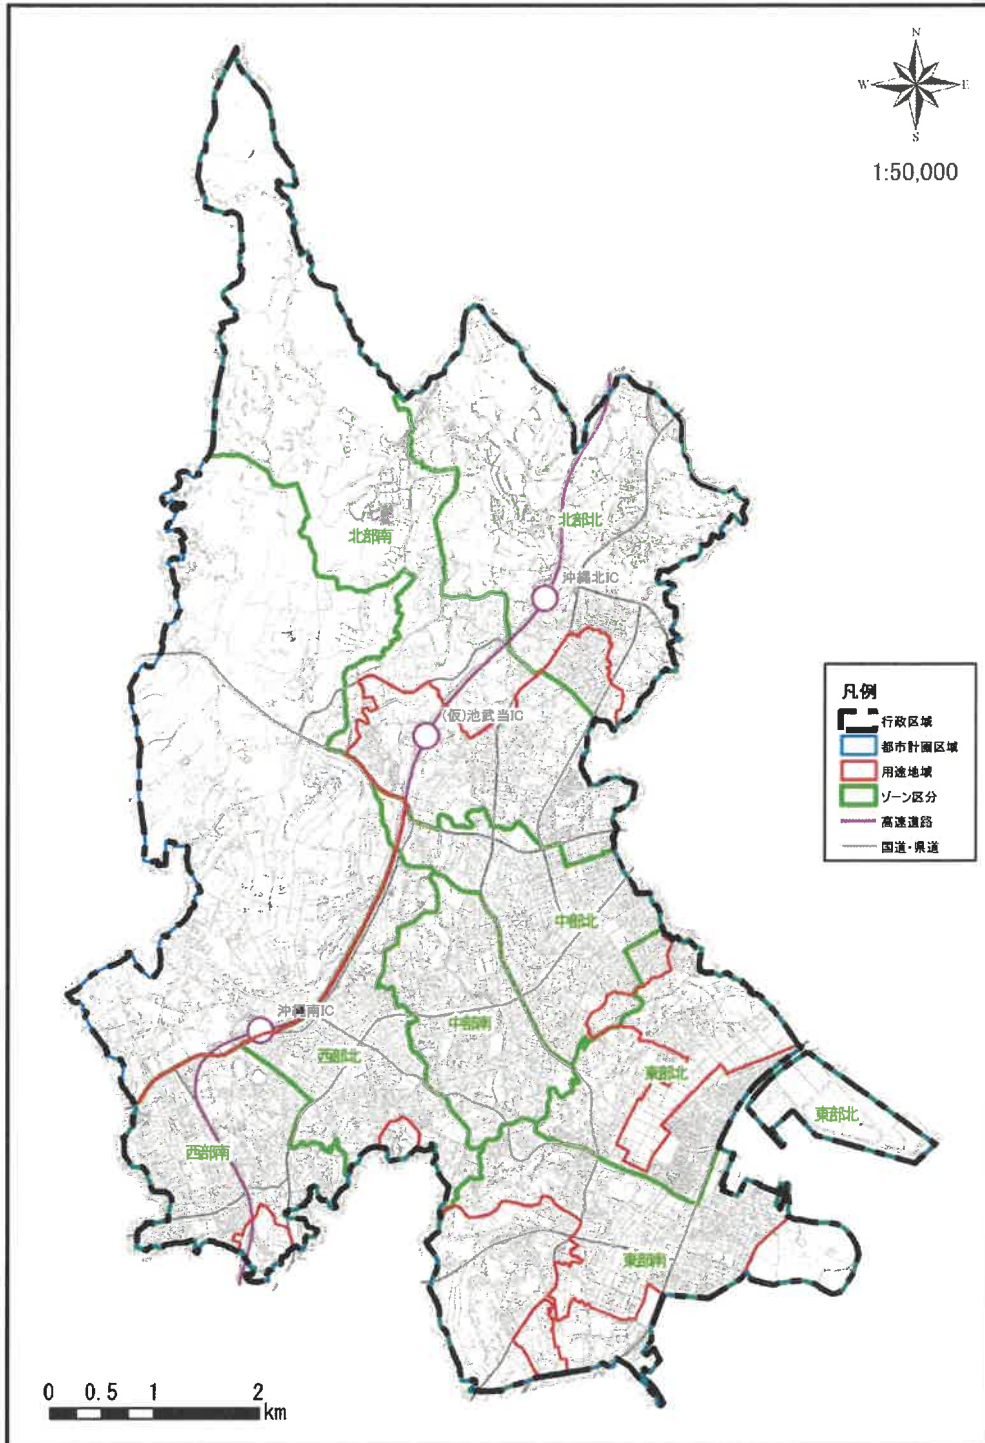 N
W
E
S
1:50,000
北部北
北部南
沖縄北IC
(仮)池武当IC
凡例
行政区域
都市計画区域
用途地域
ゾーン区分
高速道路
国道・県道
中部北
沖縄南IC
中部南
西部北
東部北
東部北
西部南
東部南
0 0.5 1 2
km